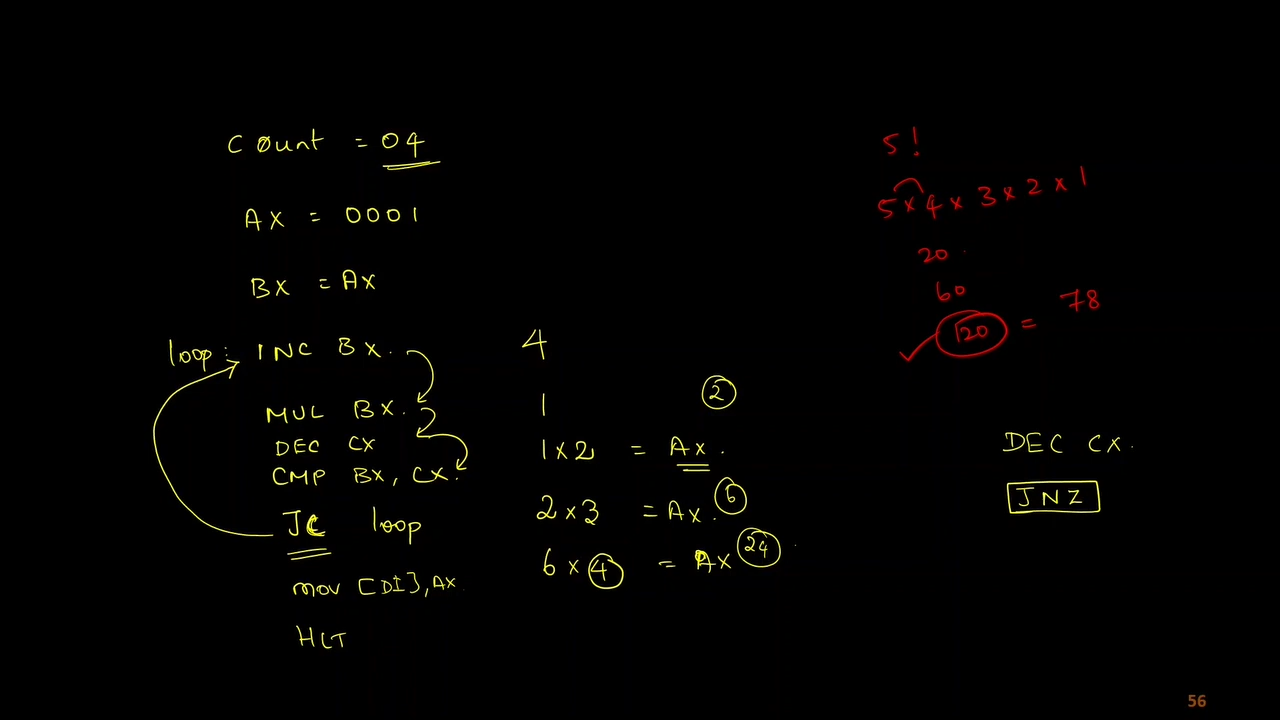 Count = 04
AX = 0001
BX = AX
loop: INC BX.
MUL BX.
DEC CX
CMP BX, CX.
JC loop
mov [DI], AX
HLT
4
1
2
1x2 = AX.
2x3 = AX. 6
6x4 = AX 24
5!
5x4x3x2x1
20
60
120 = 78
DEC CX.
JNZ
56